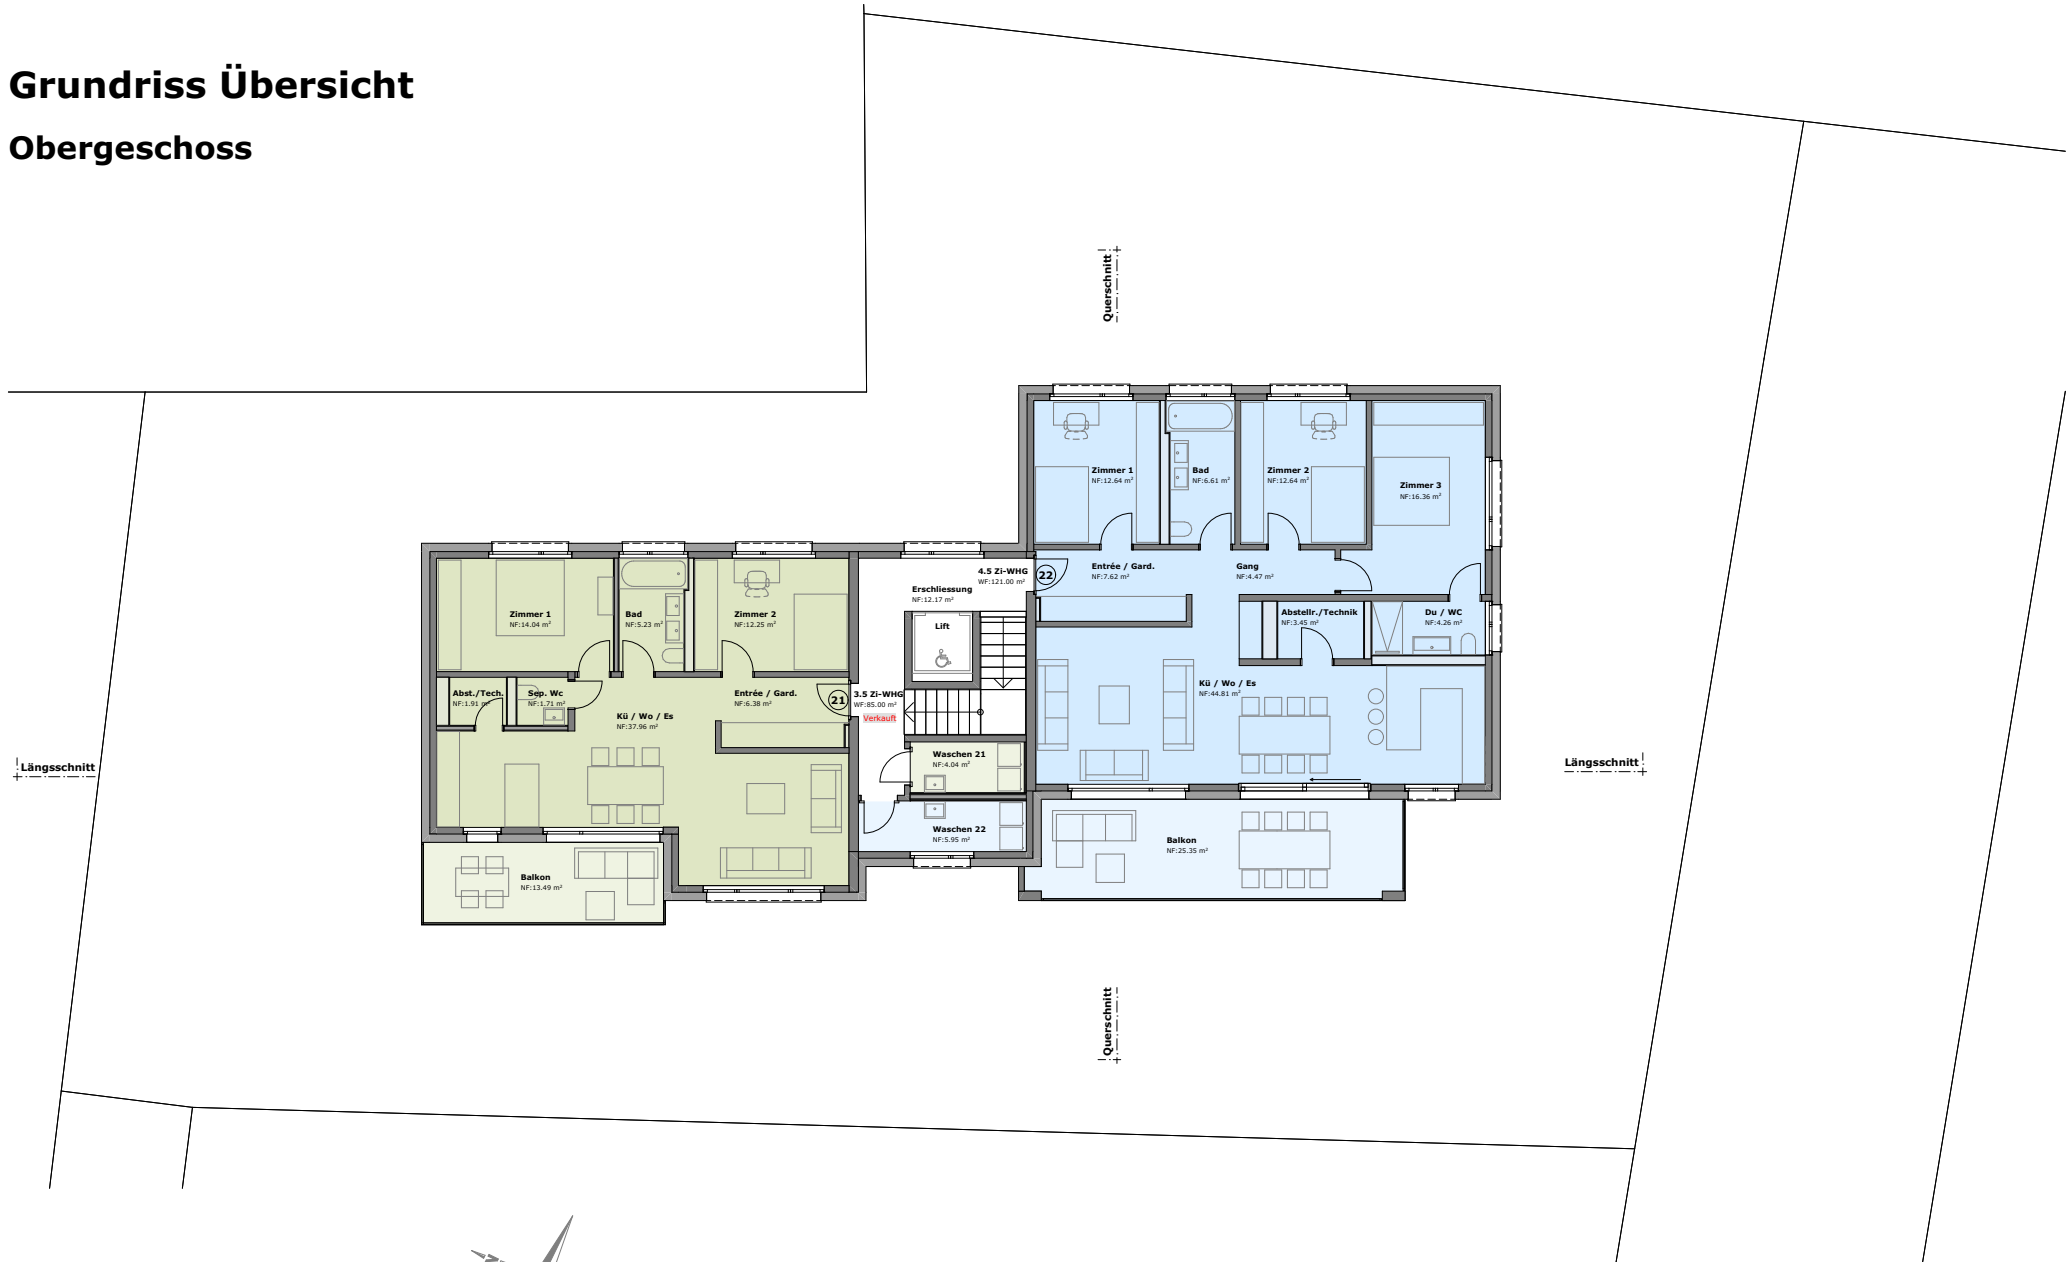 Grundriss Übersicht
Obergeschoss
Querschnitt
Zimmer 1
NF:12.64 m²
Bad
NF:6.61 m²
Zimmer 2
NF:12.64 m²
Zimmer 3
NF:16.36 m²
4.5 Zi-WHG
WF:121.00 m²
22
Entrée / Gard.
NF:7.62 m²
Gang
NF:4.47 m²
Erschliessung
NF:12.17 m²
Zimmer 1
NF:14.04 m²
Bad
NF:5.23 m²
Zimmer 2
NF:12.25 m²
Lift
Abstellr./Technik
NF:3.45 m²
Du / WC
NF:4.26 m²
Abst./Tech.
NF:1.91 m²
Sep. Wc
NF:1.71 m²
Entrée / Gard.
NF:6.38 m²
21
3.5 Zi-WHG
WF:85.00 m²
Verkauft
Kü / Wo / Es
NF:44.81 m²
Kü / Wo / Es
NF:37.96 m²
Waschen 21
NF:4.04 m²
Längsschnitt
Längsschnitt
Waschen 22
NF:5.95 m²
Balkon
NF:25.35 m²
Balkon
NF:13.49 m²
Querschnitt